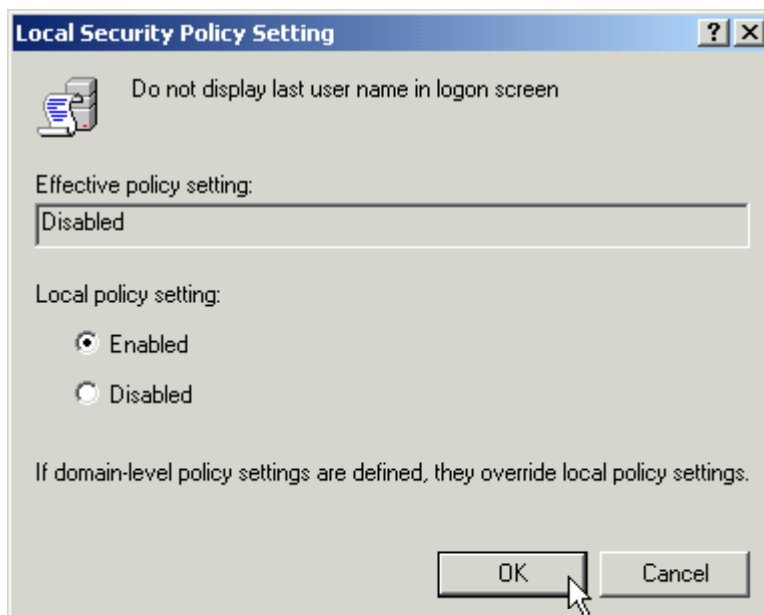 Local Security Policy Setting
Do not display last user name in logon screen
Effective policy setting:
Disabled
Local policy setting:
Enabled
Disabled
If domain-level policy settings are defined, they override local policy settings.
OK Cancel